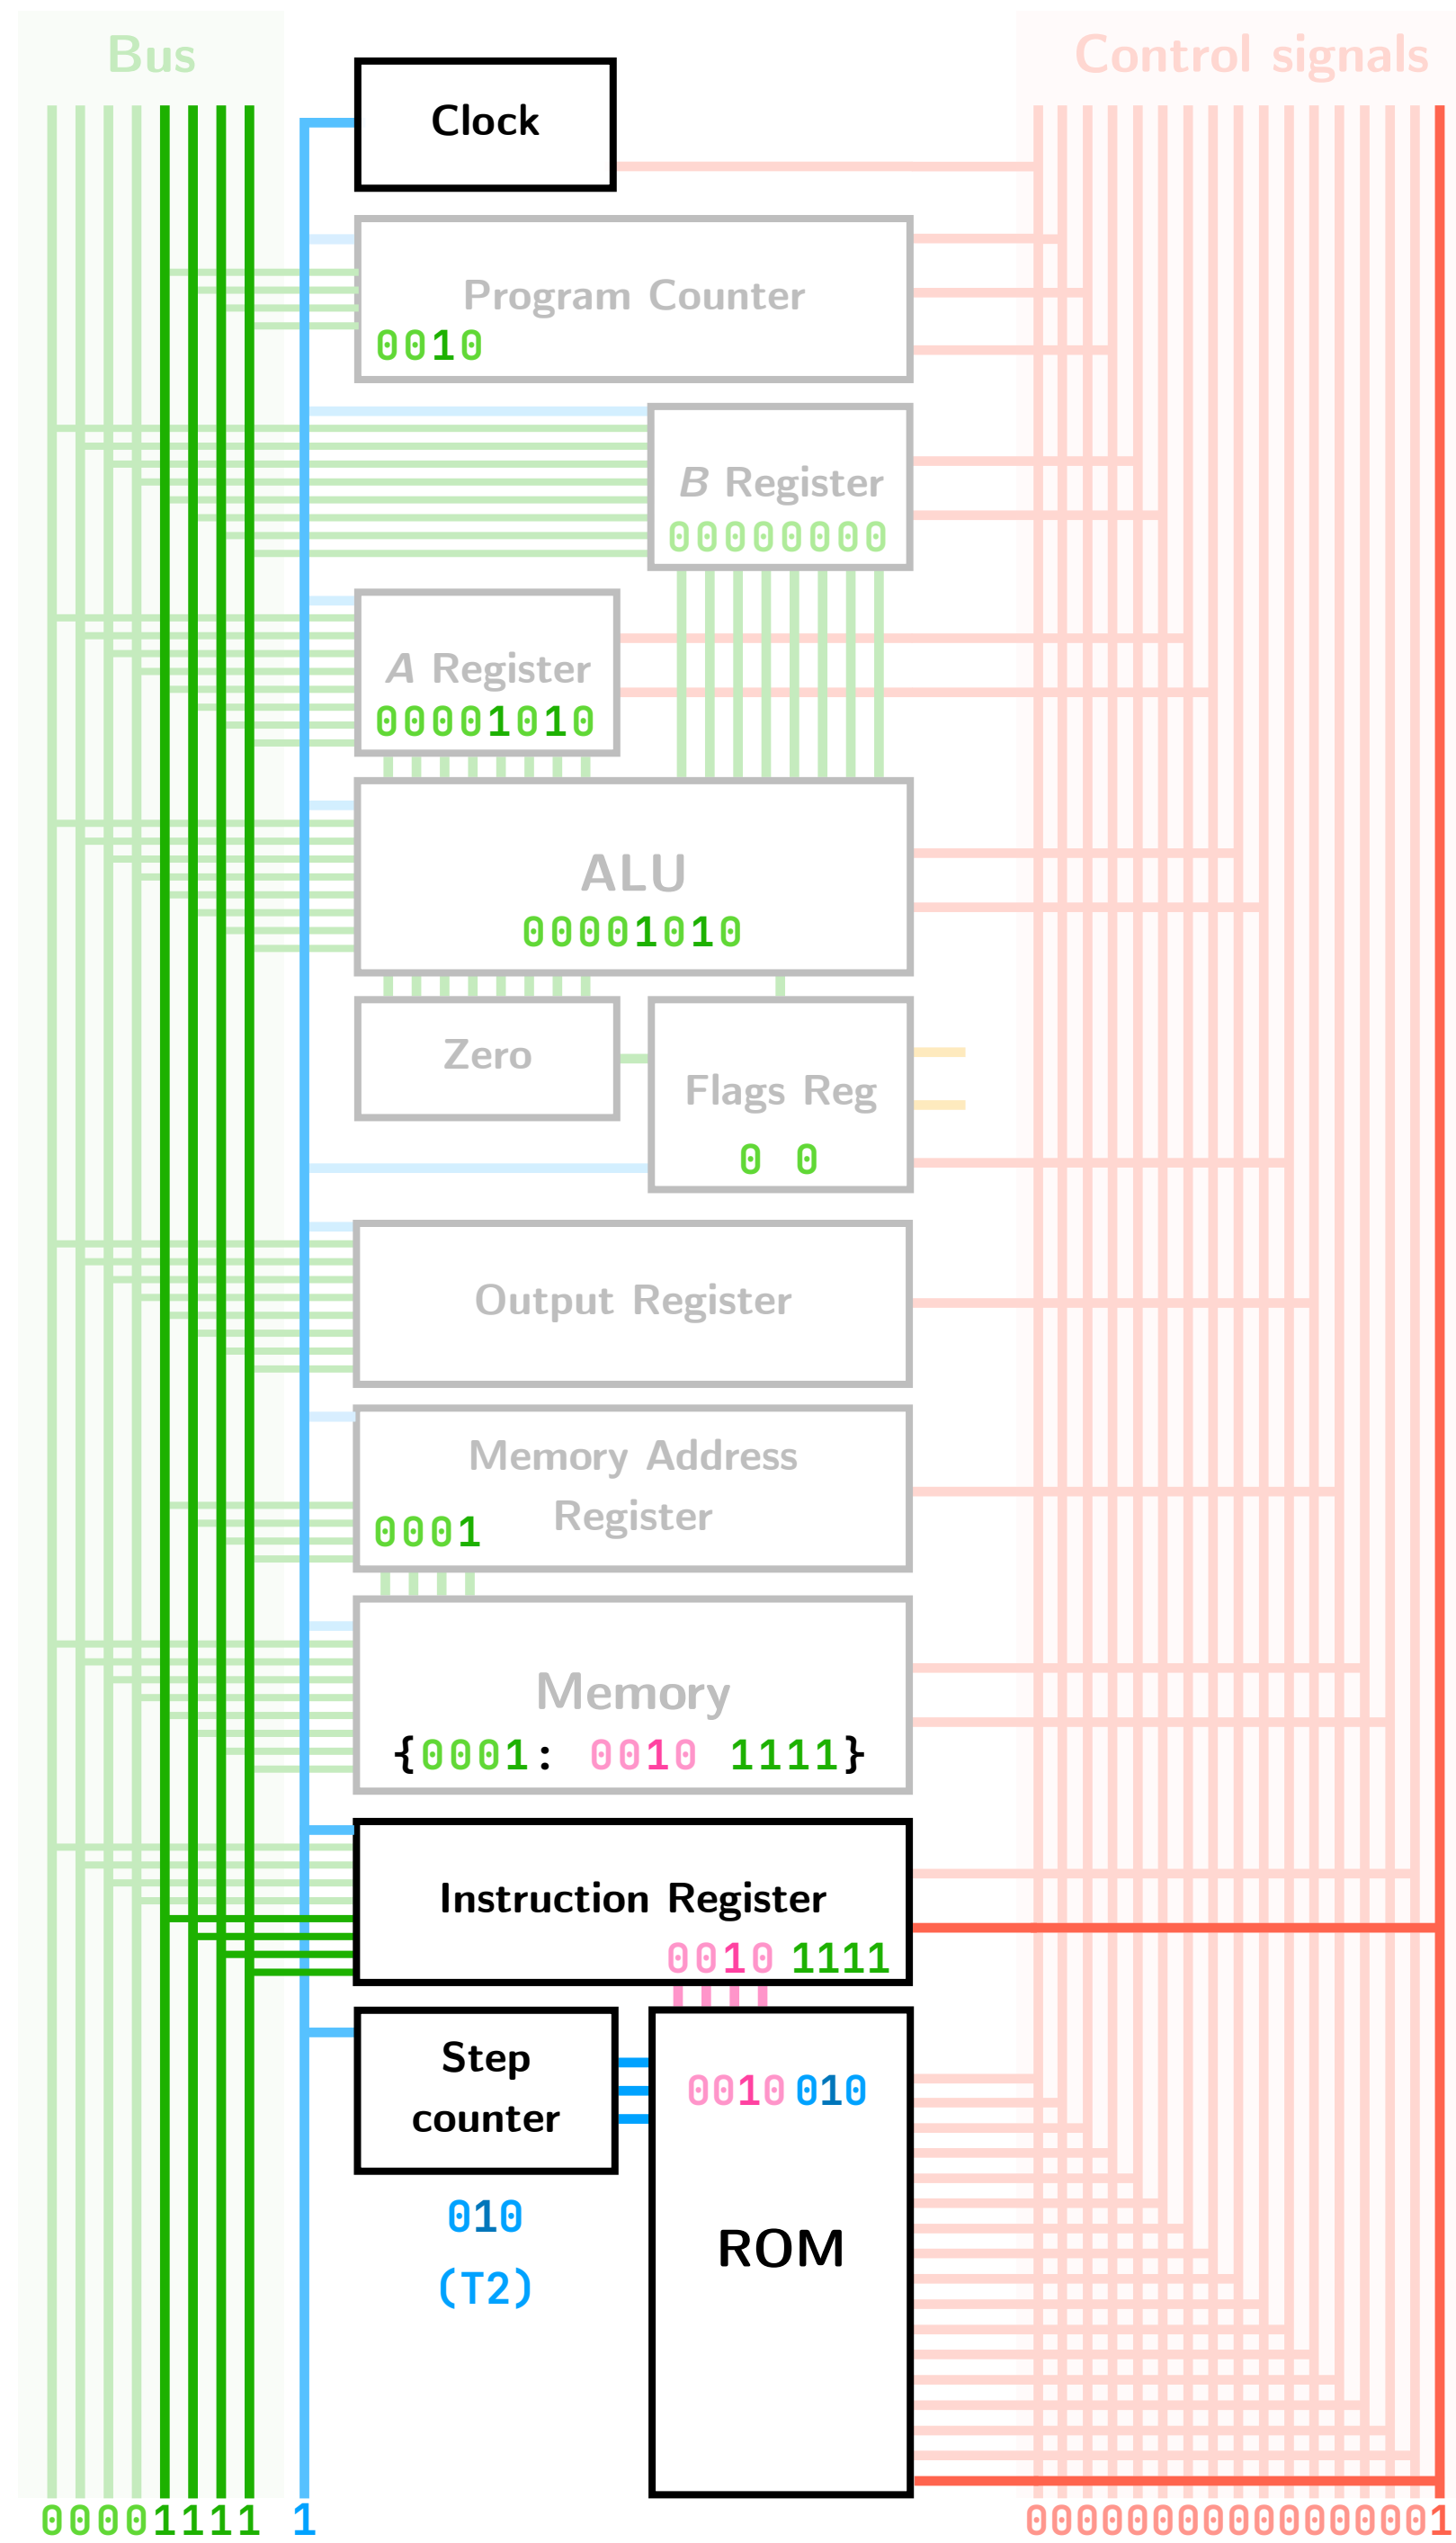 Bus
Control signals
Clock
Program Counter
0010
B Register
00000000
A Register
00001010
ALU
00001010
Zero
Flags Reg
0 0
Output Register
Memory Address
Register
0001
Memory
{0001: 0010 1111}
Instruction Register
0010 1111
Step
counter
0010 010
ROM
010
(T2)
00001111 1
00000000000000001